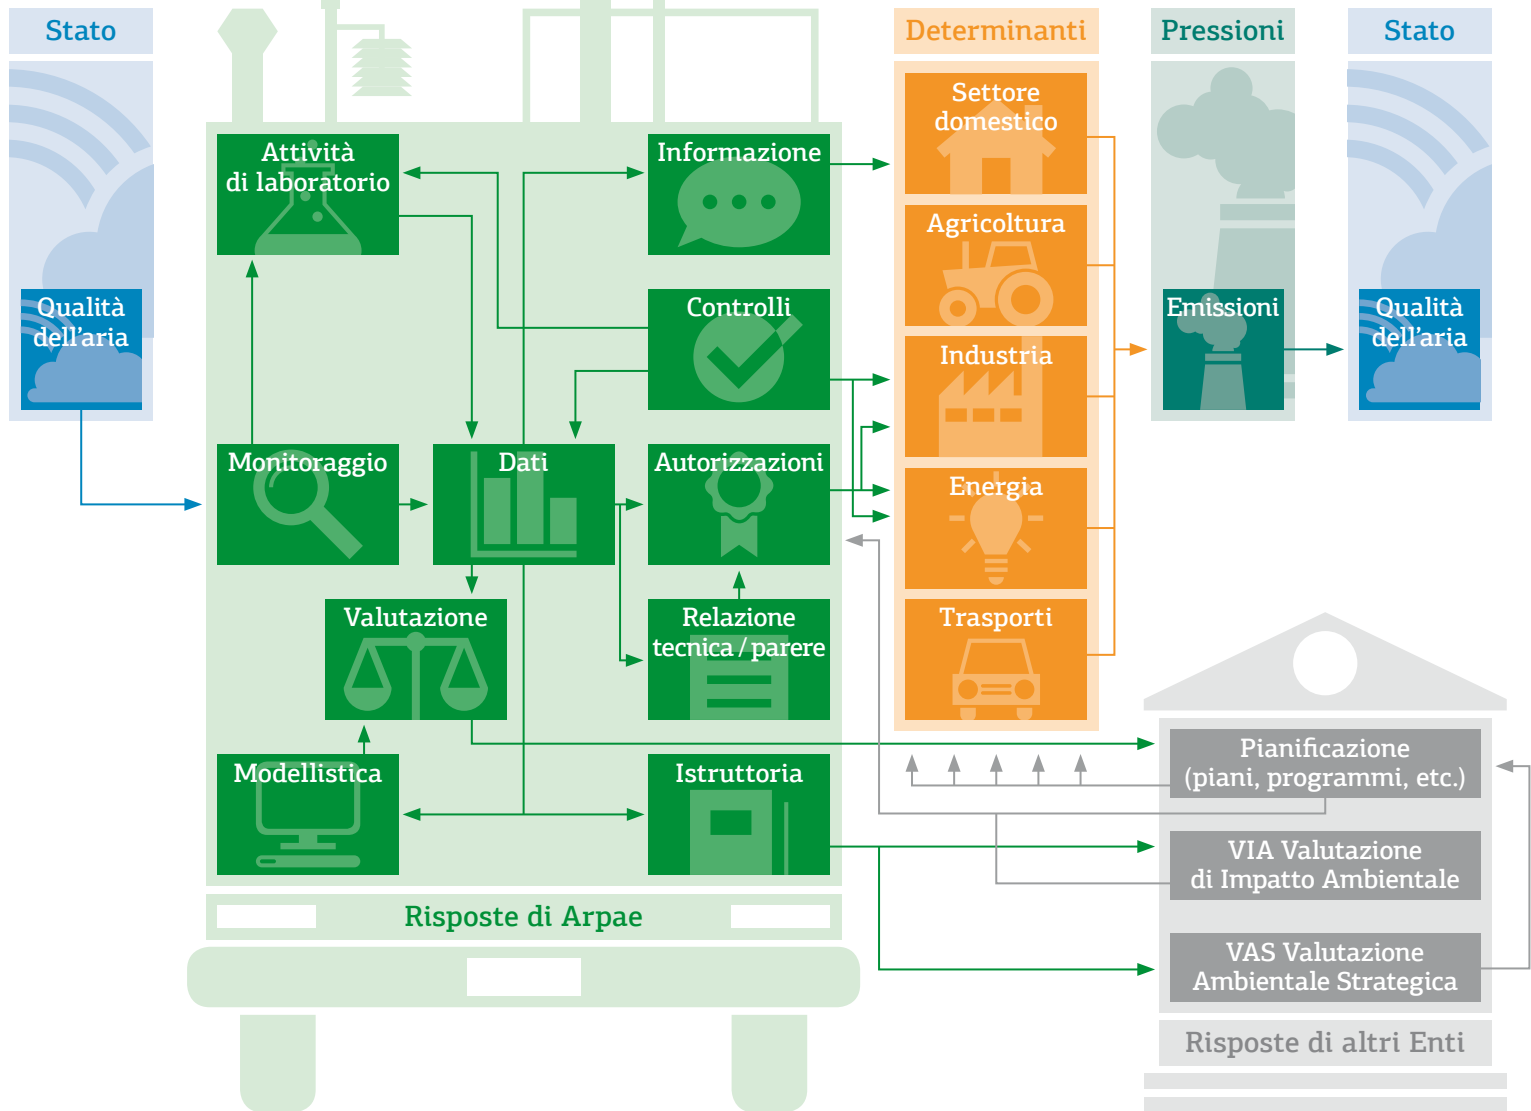 Stato
Qualità
dell'aria
Attività
di laboratorio
Informazione
Controlli
Monitoraggio
Dati
Autorizzazioni
Valutazione
Relazione
tecnica / parere
Modellistica
Istruttoria
Risposte di Arpae
Determinanti
Settore
domestico
Agricoltura
Industria
Energia
Trasporti
Pressioni
Emissioni
Stato
Qualità
dell'aria
Pianificazione
(piani, programmi, etc.)
VIA Valutazione
di Impatto Ambientale
VAS Valutazione
Ambientale Strategica
Risposte di altri Enti